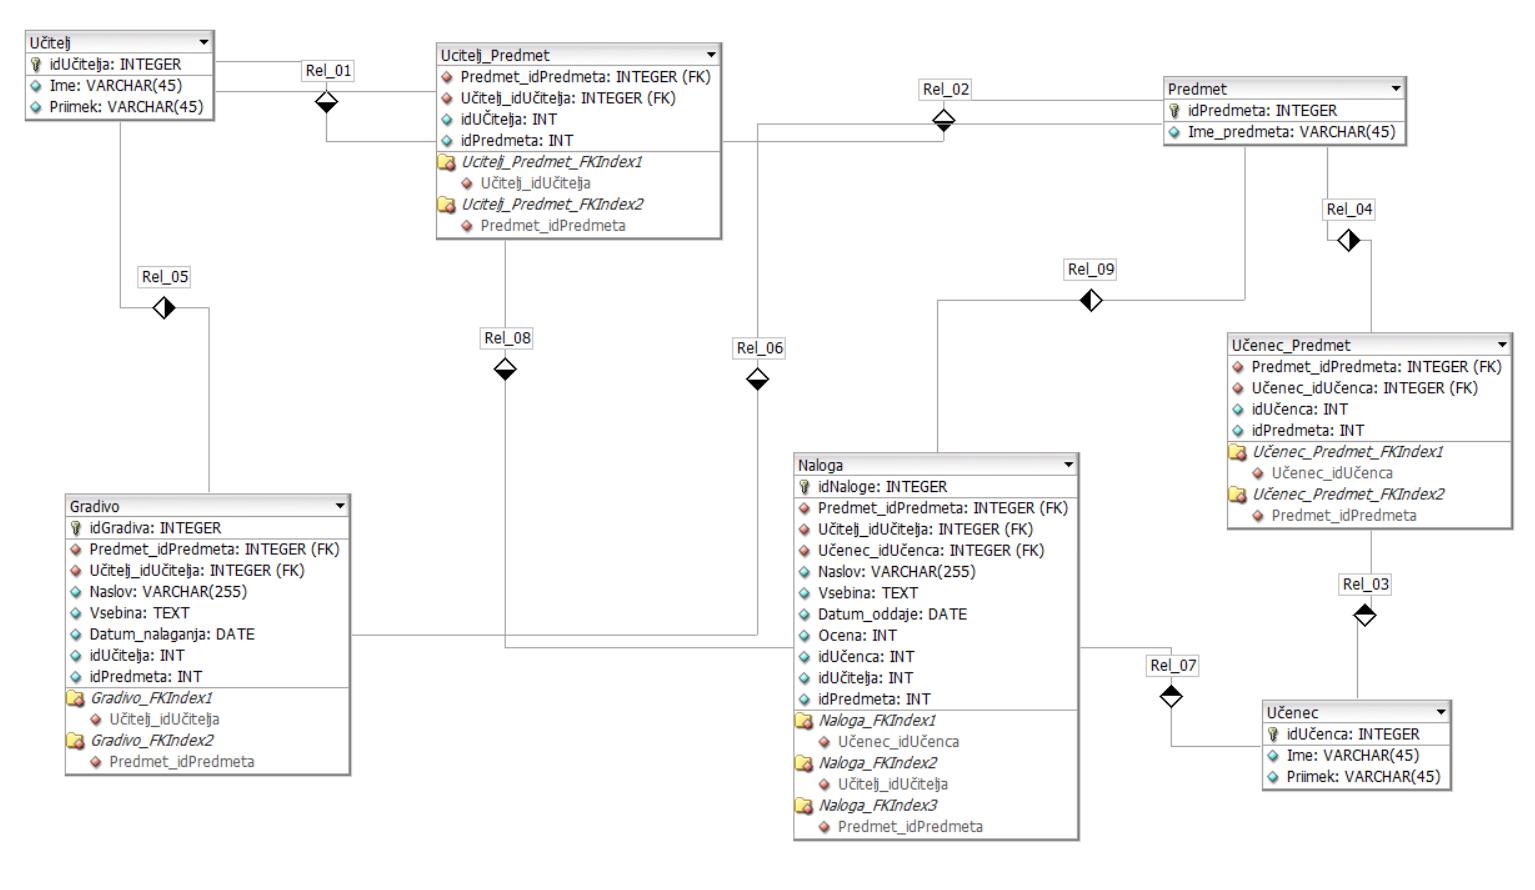 Učitelj
idUčitelja: INTEGER
Ime: VARCHAR(45)
Priimek: VARCHAR(45)
Rel_01
Ucitelj_Predmet
Predmet_idPredmeta: INTEGER (FK)
Učitelj_idUčitelja: INTEGER (FK)
idUČitelja: INT
idPredmeta: INT
Ucitelj_Predmet_FKIndex1
Učitelj_idUčitelja
Ucitelj_Predmet_FKIndex2
Predmet_idPredmeta
Rel_02
Predmet
idPredmeta: INTEGER
Ime_predmeta: VARCHAR(45)
Rel_04
Rel_05
Rel_09
Rel_08
Rel_06
Učenec_Predmet
Predmet_idPredmeta: INTEGER (FK)
Učenec_idUčenca: INTEGER (FK)
idUčenca: INT
idPredmeta: INT
Učenec_Predmet_FKIndex1
Učenec_idUčenca
Učenec_Predmet_FKIndex2
Predmet_idPredmeta
Gradivo
idGradiva: INTEGER
Predmet_idPredmeta: INTEGER (FK)
Učitelj_idUčitelja: INTEGER (FK)
Naslov: VARCHAR(255)
Vsebina: TEXT
Datum_nalaganja: DATE
idUčitelja: INT
idPredmeta: INT
Gradivo_FKIndex1
Učitelj_idUčitelja
Gradivo_FKIndex2
Predmet_idPredmeta
Naloga
idNaloge: INTEGER
Predmet_idPredmeta: INTEGER (FK)
Učitelj_idUčitelja: INTEGER (FK)
Učenec_idUčenca: INTEGER (FK)
Naslov: VARCHAR(255)
Vsebina: TEXT
Datum_oddaje: DATE
Ocena: INT
idUčenca: INT
idUčitelja: INT
idPredmeta: INT
Naloga_FKIndex1
Učenec_idUčenca
Naloga_FKIndex2
Učitelj_idUčitelja
Naloga_FKIndex3
Predmet_idPredmeta
Rel_03
Rel_07
Učenec
idUčenca: INTEGER
Ime: VARCHAR(45)
Priimek: VARCHAR(45)